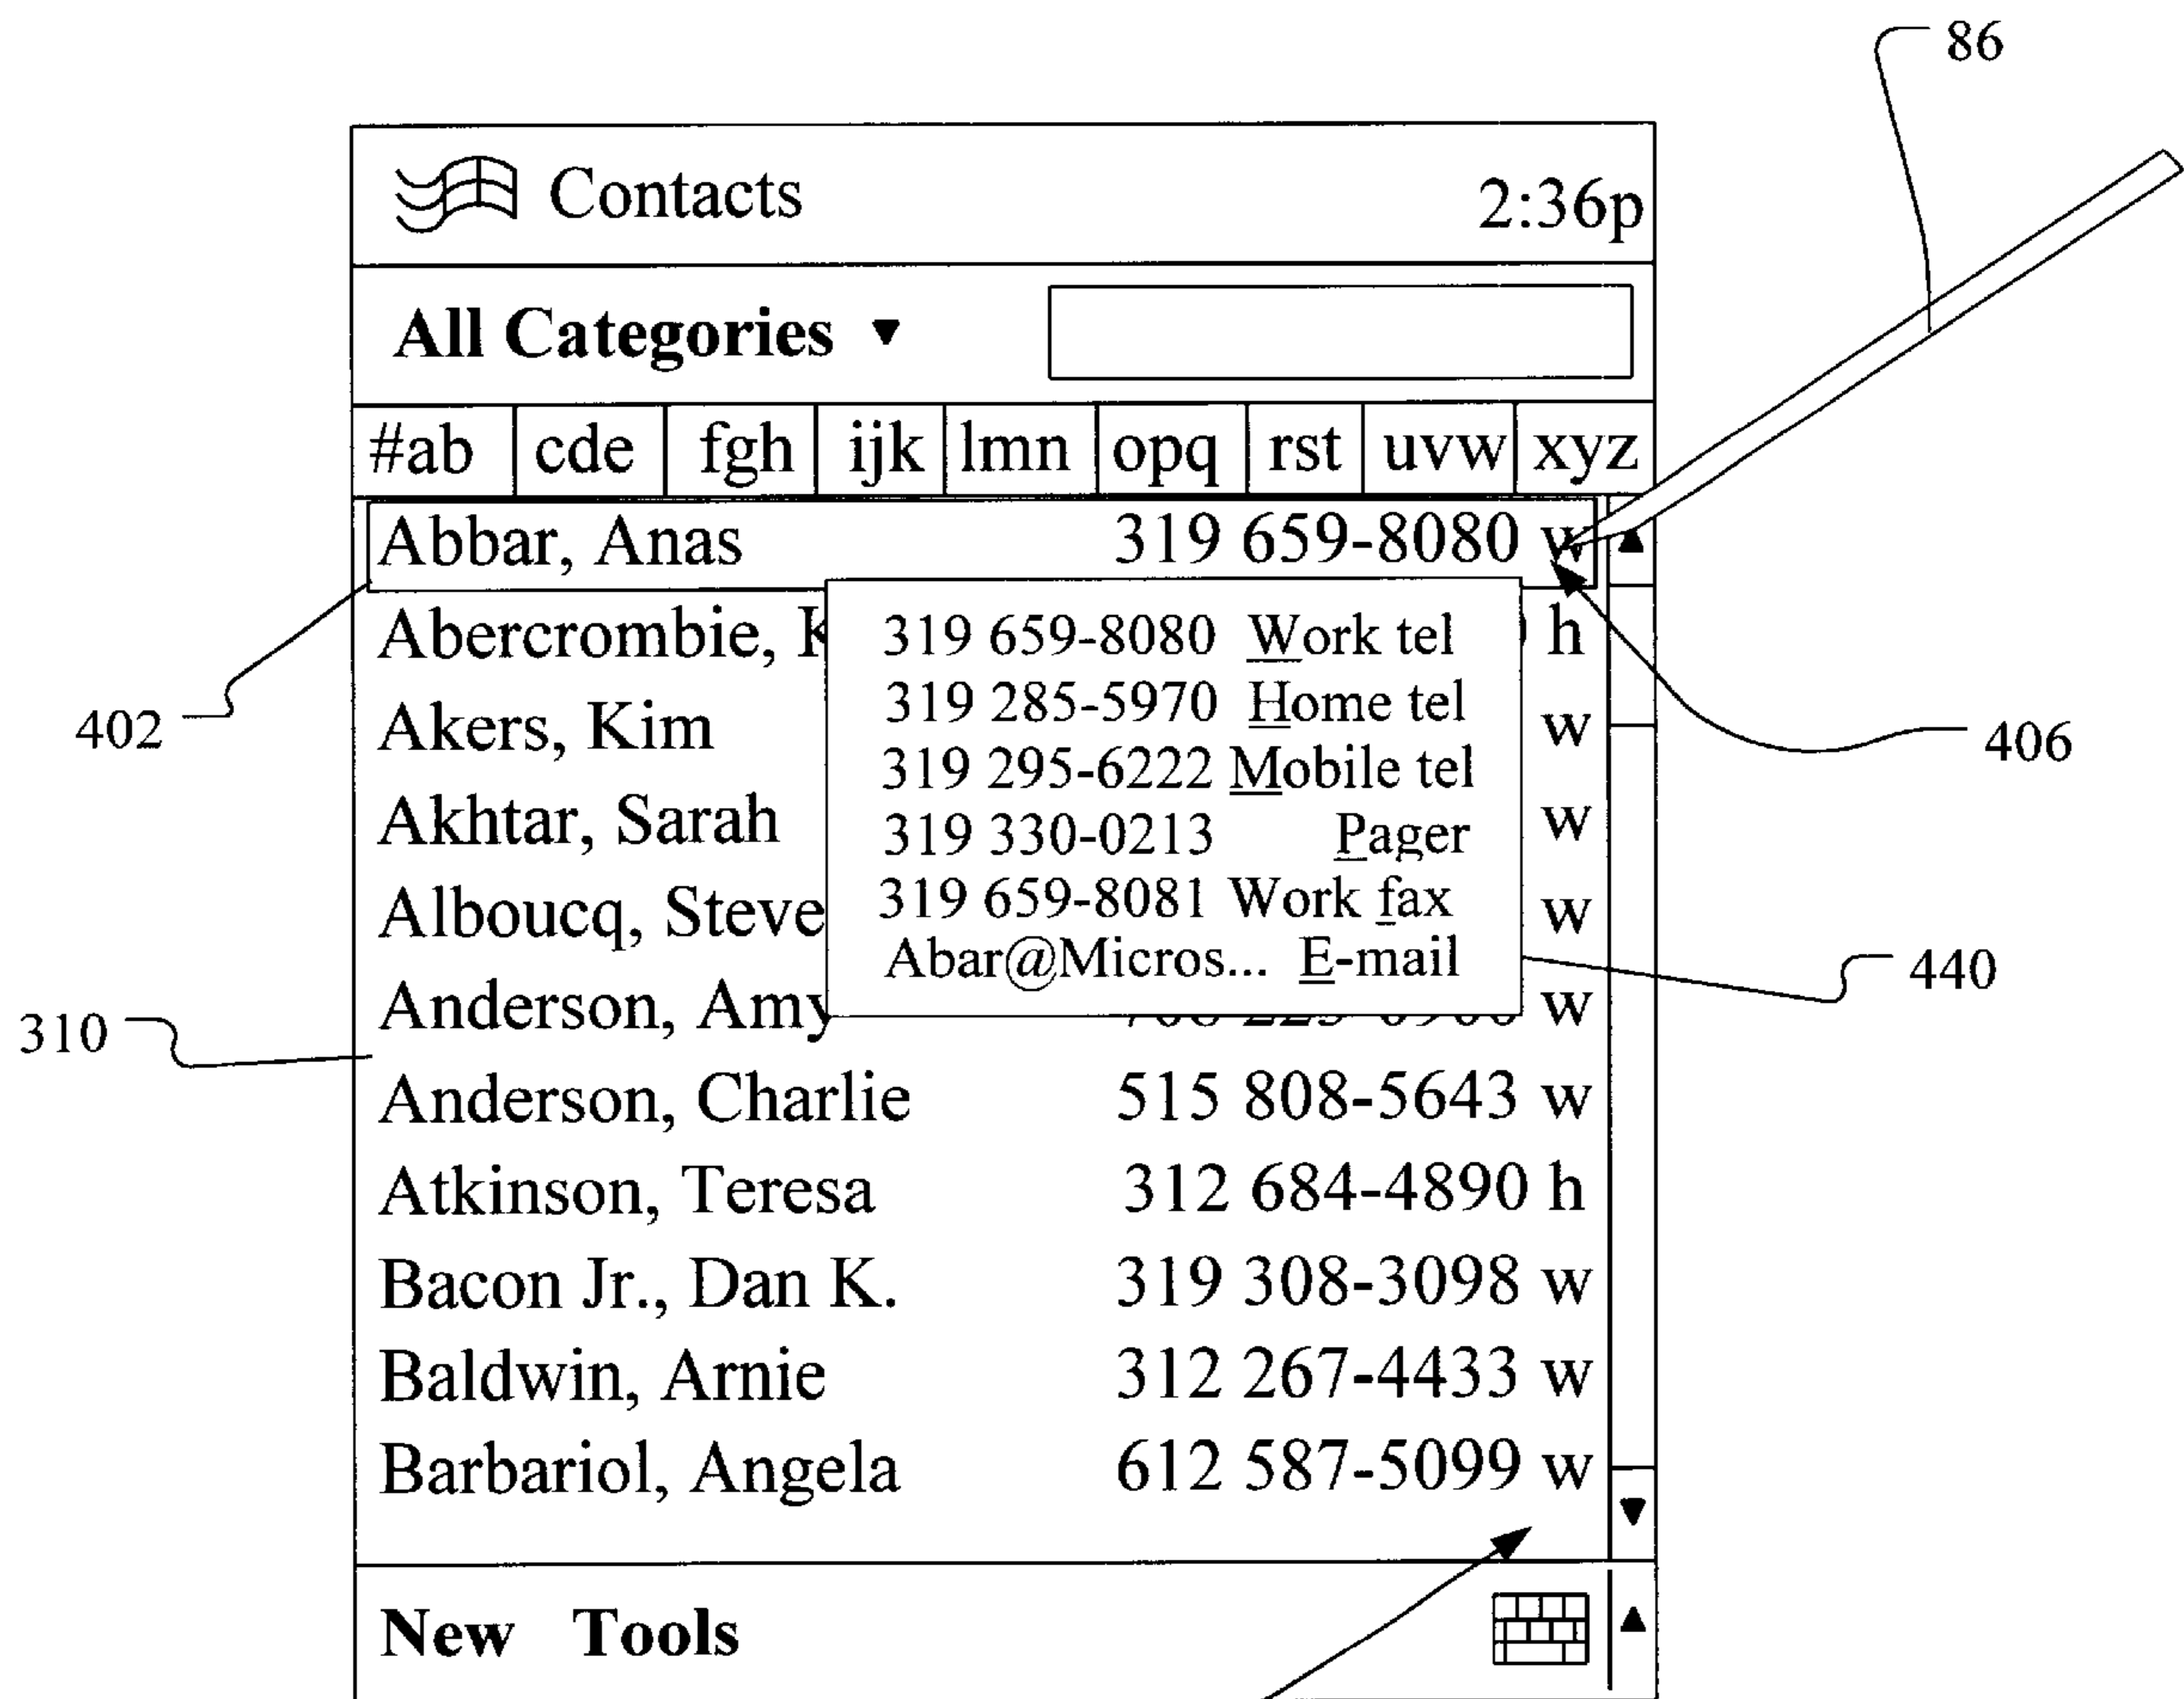 86
Contacts 2:36p
All Categories ▼
#ab cde fgh ijk lmn opq rst uvw xyz
Abbar, Anas 319 659-8080 w
Abercrombie, h
319 659-8080 Work tel
Akers, Kim w
319 285-5970 Home tel
402
406
319 295-6222 Mobile tel
Akhtar, Sarah w
319 330-0213 Pager
Alboucq, Steve w
319 659-8081 Work fax
Abar@Micros... E-mail
440
Anderson, Amy w
310
Anderson, Charlie 515 808-5643 w
Atkinson, Teresa 312 684-4890 h
Bacon Jr., Dan K. 319 308-3098 w
Baldwin, Arnie 312 267-4433 w
Barbariol, Angela 612 587-5099 w
New Tools